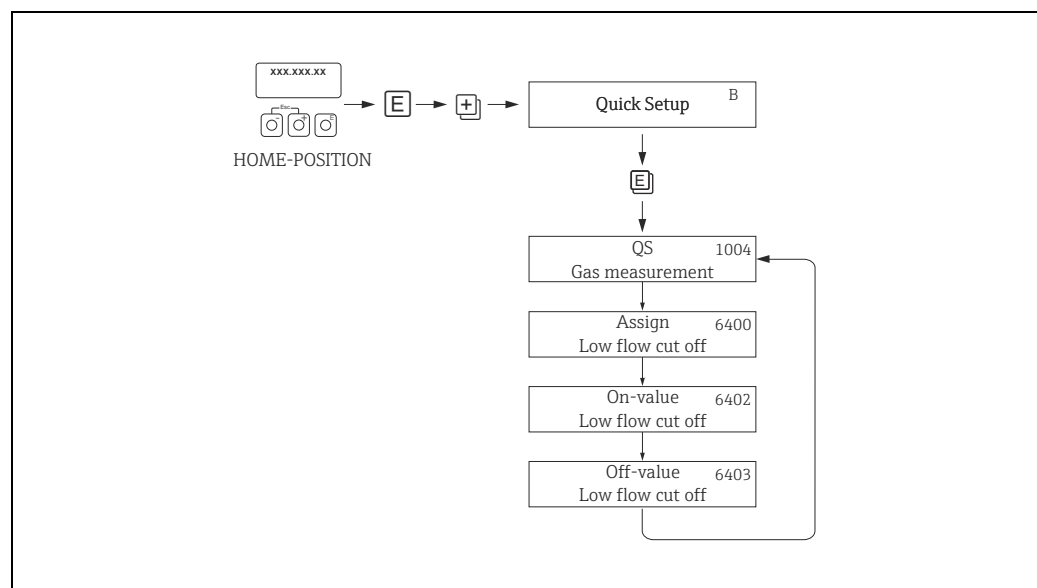 xxx.xxx.xx
Esc
- + E
HOME-POSITION
E
+
Quick Setup B
E
QS 1004
Gas measurement
Assign 6400
Low flow cut off
On-value 6402
Low flow cut off
Off-value 6403
Low flow cut off